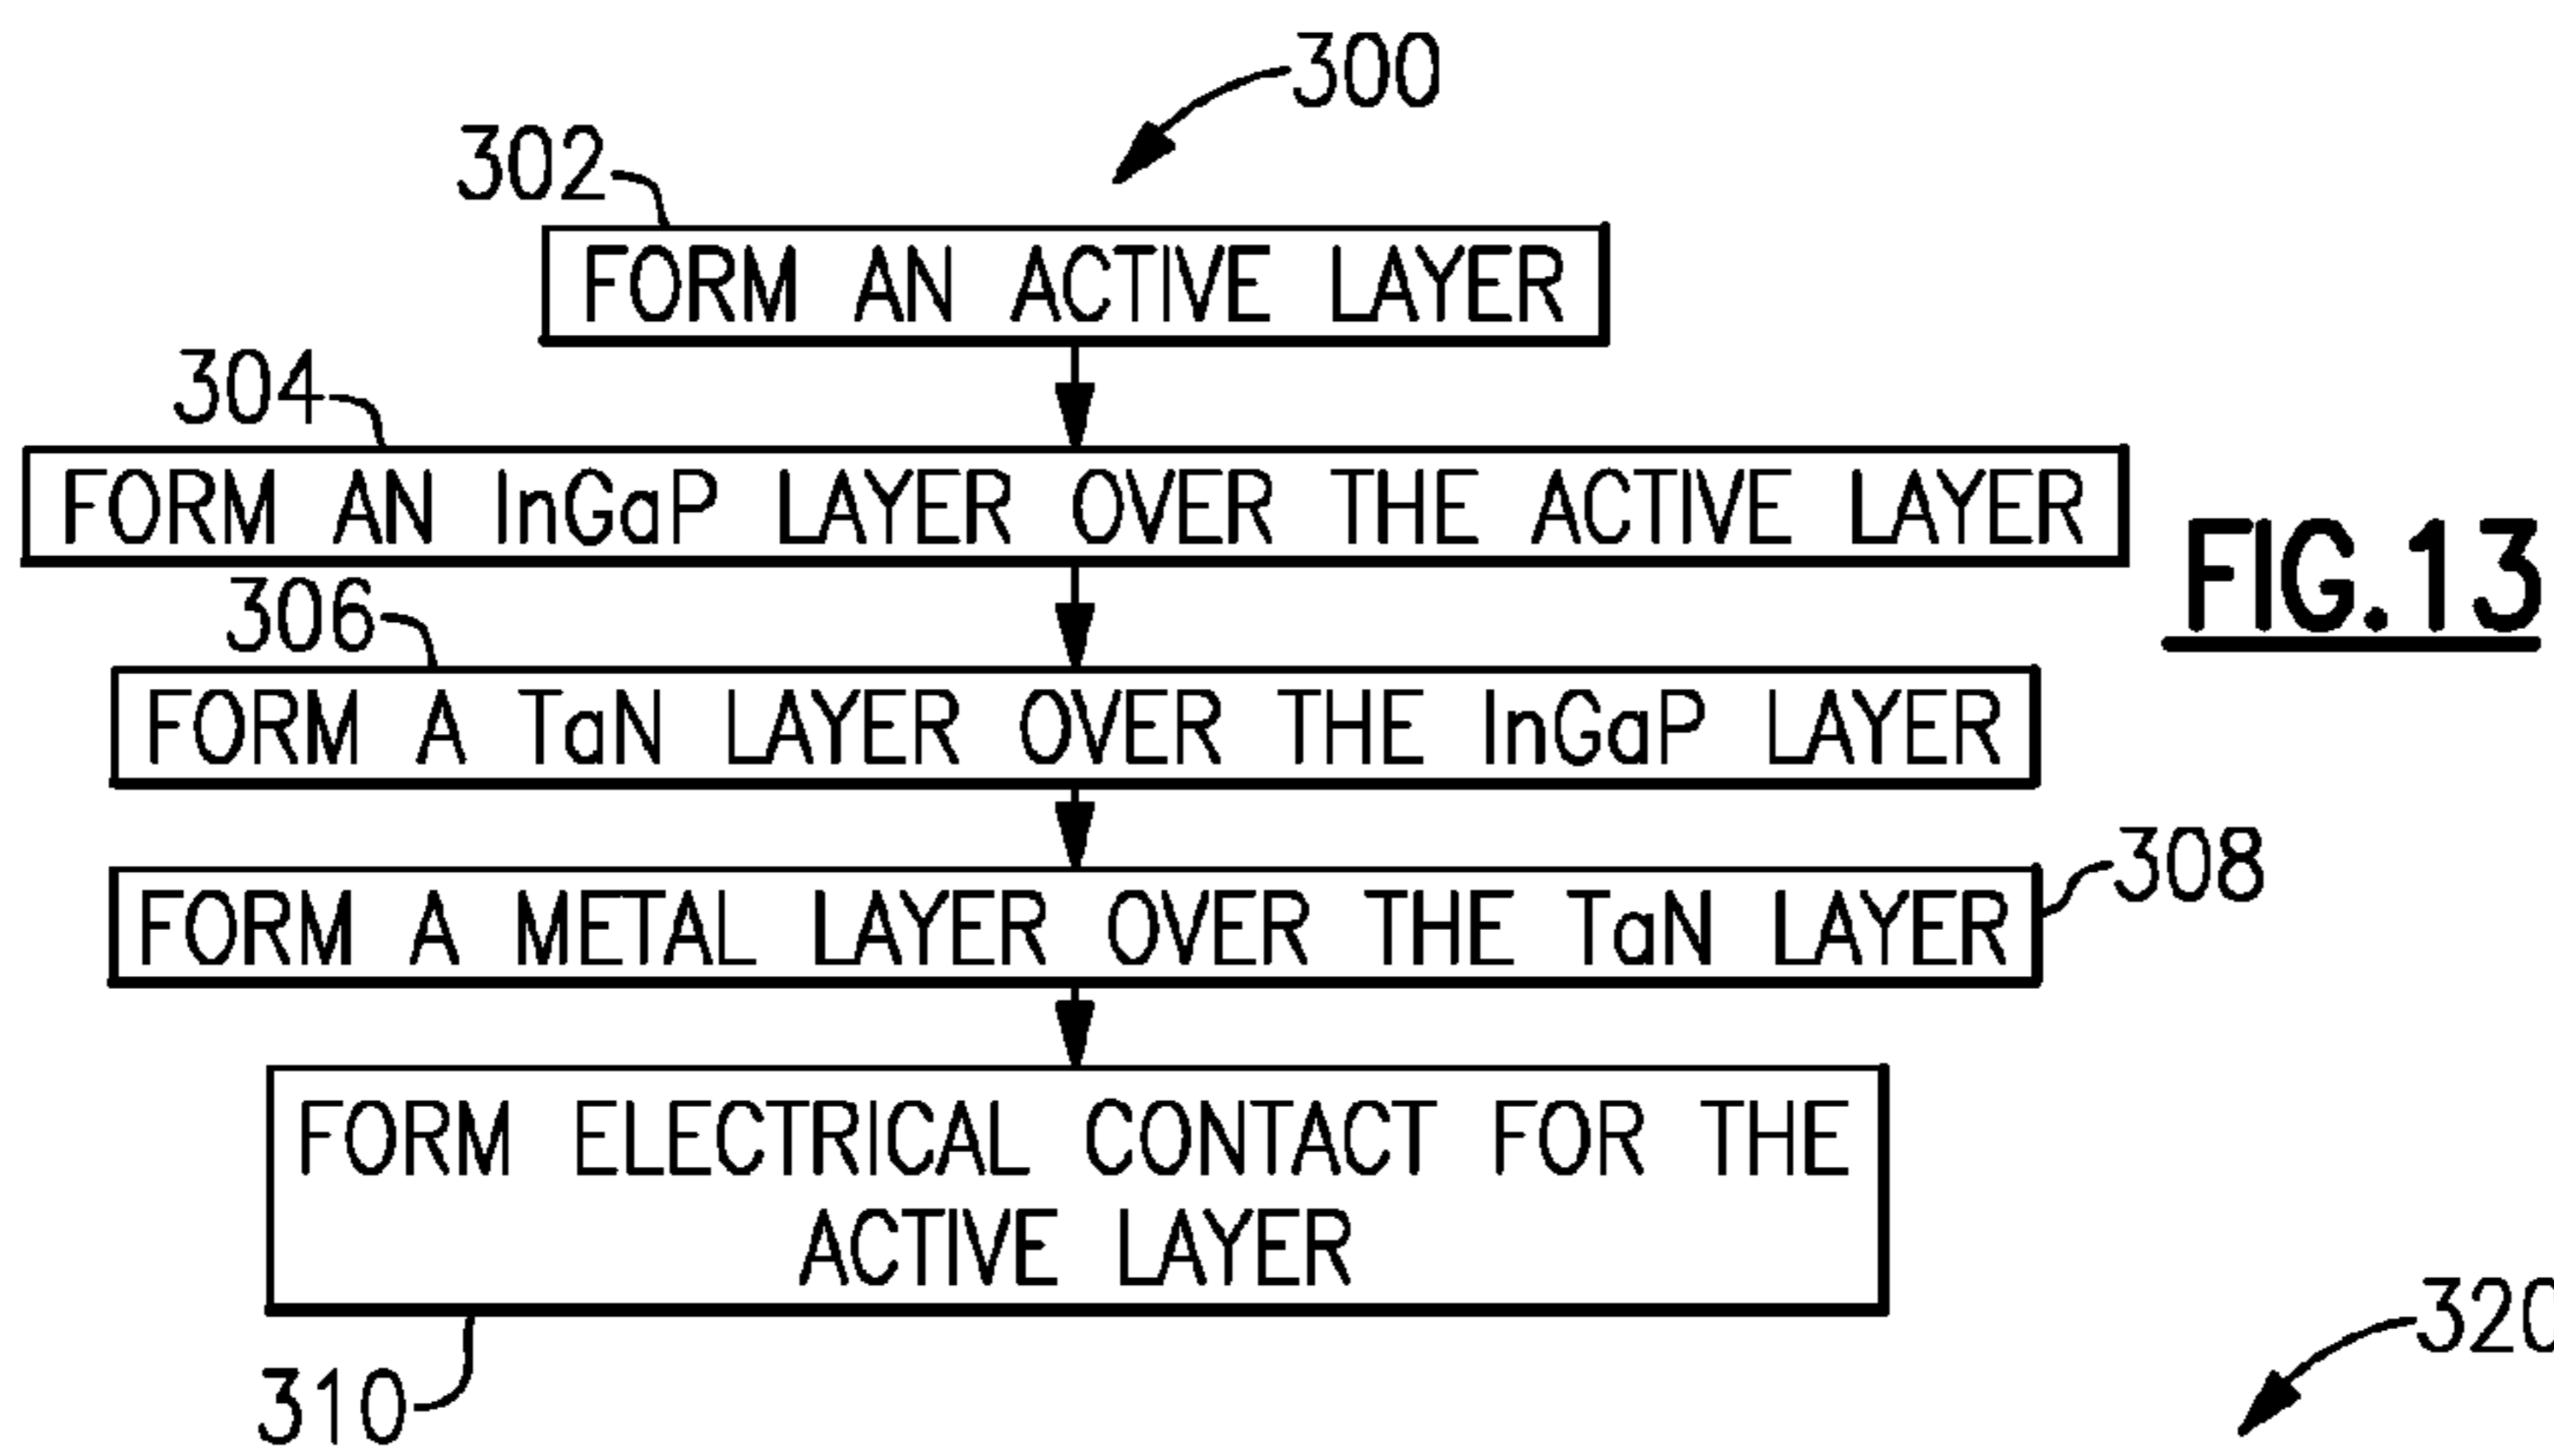 300
302
FORM AN ACTIVE LAYER
304
FORM AN InGaP LAYER OVER THE ACTIVE LAYER
FIG.13
306
FORM A TaN LAYER OVER THE InGaP LAYER
308
FORM A METAL LAYER OVER THE TaN LAYER
FORM ELECTRICAL CONTACT FOR THE
ACTIVE LAYER
310
320